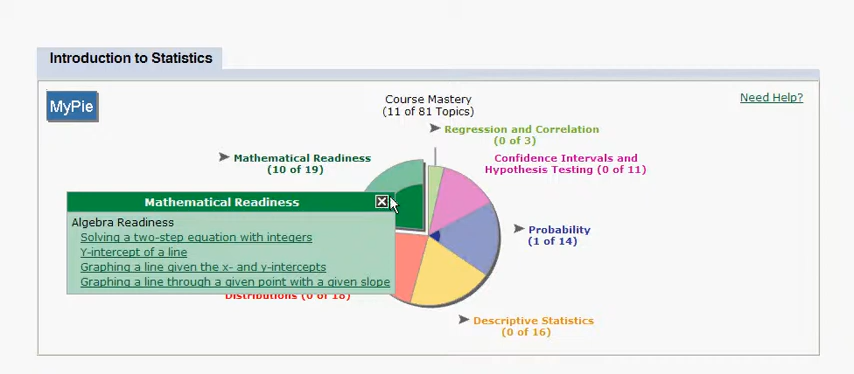 Introduction to Statistics
MyPie
Course Mastery
(11 of 81 Topics)
Need Help?
Regression and Correlation
(0 of 3)
Mathematical Readiness
(10 of 19)
Confidence Intervals and
Hypothesis Testing (0 of 11)
Mathematical Readiness
Algebra Readiness
Solving a two-step equation with integers
Y-intercept of a line
Graphing a line given the x- and y-intercepts
Graphing a line through a given point with a given slope
Probability
(1 of 14)
Distributions (0 of 18)
Descriptive Statistics
(0 of 16)